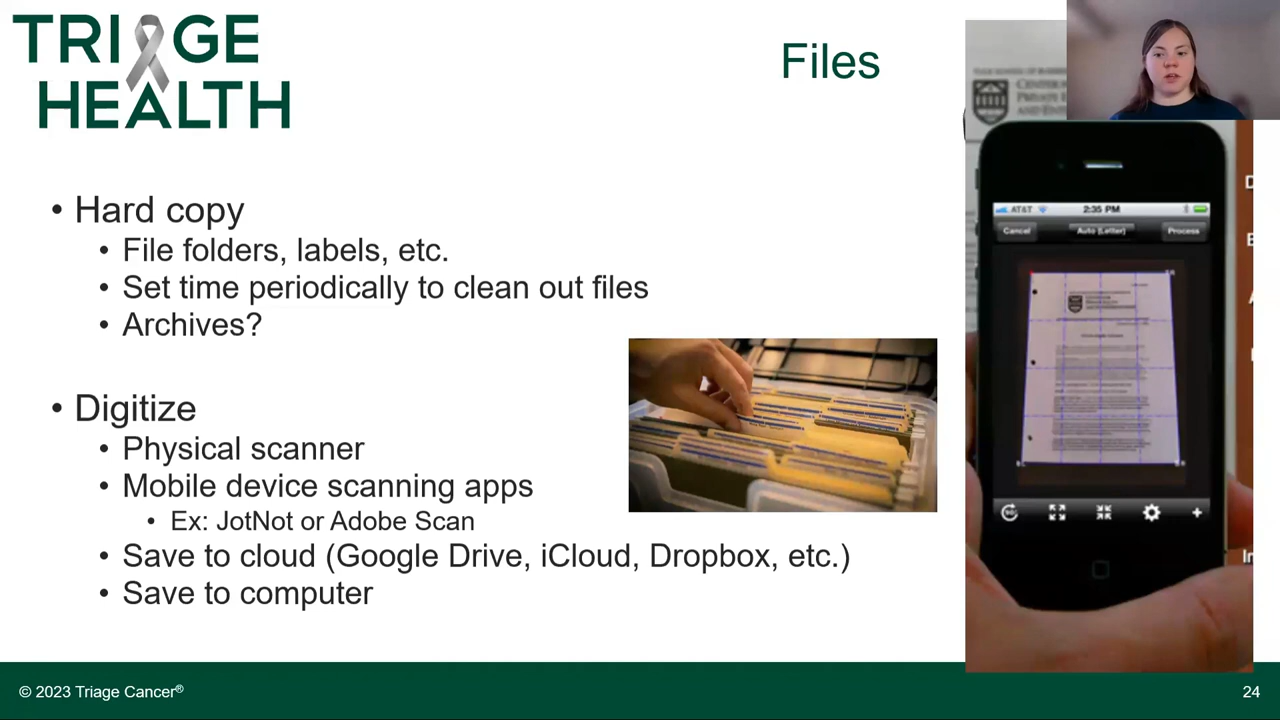 TRIAGE
HEALTH
Files
• Hard copy
• File folders, labels, etc.
• Set time periodically to clean out files
• Archives?
• Digitize
• Physical scanner
• Mobile device scanning apps
• Ex: JotNot or Adobe Scan
• Save to cloud (Google Drive, iCloud, Dropbox, etc.)
• Save to computer
AT&T 2:35 PM
Cancel Auto (Letter) Process
© 2023 Triage Cancer®
24